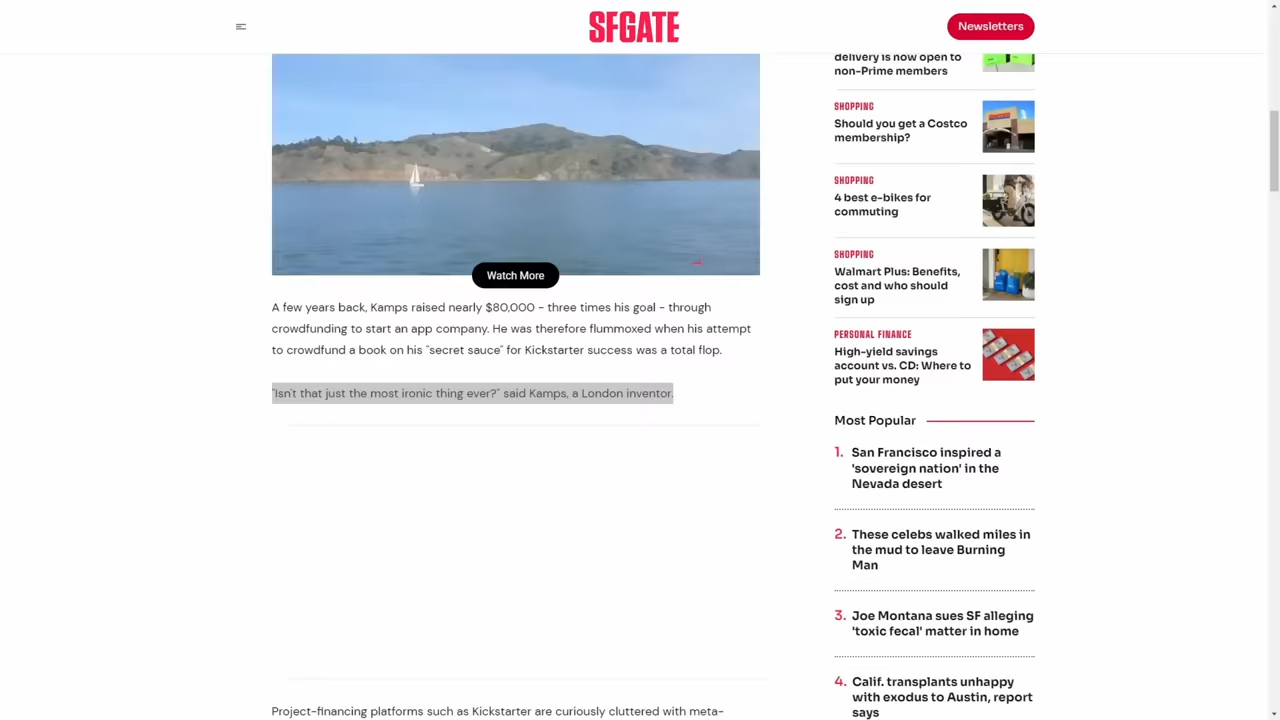 SFGATE
Newsletters
Watch More
A few years back, Kamps raised nearly $80,000 - three times his goal - through
crowdfunding to start an app company. He was therefore flummoxed when his attempt
to crowdfund a book on his "secret sauce" for Kickstarter success was a total flop.
"Isn't that just the most ironic thing ever?" said Kamps, a London inventor.
Project-financing platforms such as Kickstarter are curiously cluttered with meta-
delivery is now open to
non-Prime members
SHOPPING
Should you get a Costco
membership?
SHOPPING
4 best e-bikes for
commuting
SHOPPING
Walmart Plus: Benefits,
cost and who should
sign up
PERSONAL FINANCE
High-yield savings
account vs. CD: Where to
put your money
Most Popular
1. San Francisco inspired a
'sovereign nation' in the
Nevada desert
2. These celebs walked miles in
the mud to leave Burning
Man
3. Joe Montana sues SF alleging
'toxic fecal' matter in home
4. Calif. transplants unhappy
with exodus to Austin, report
says